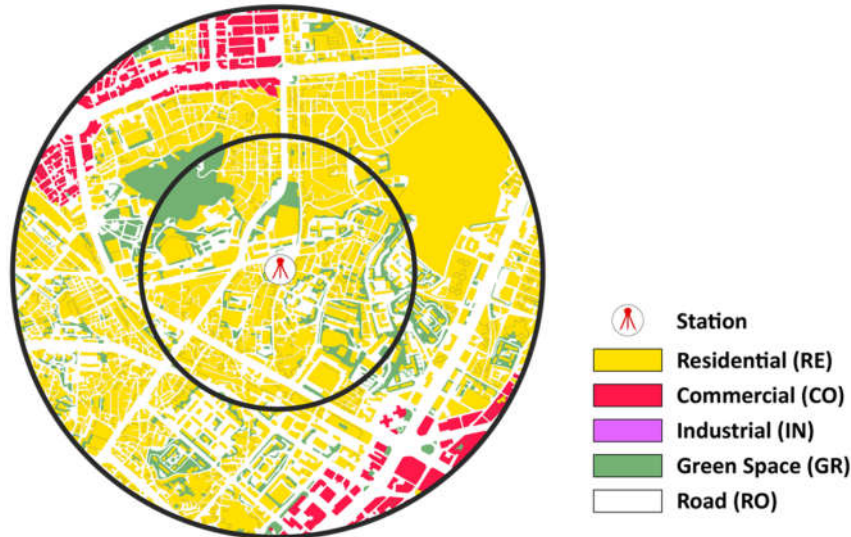 Station
Residential (RE)
Commercial (CO)
Industrial (IN)
Green Space (GR)
Road (RO)